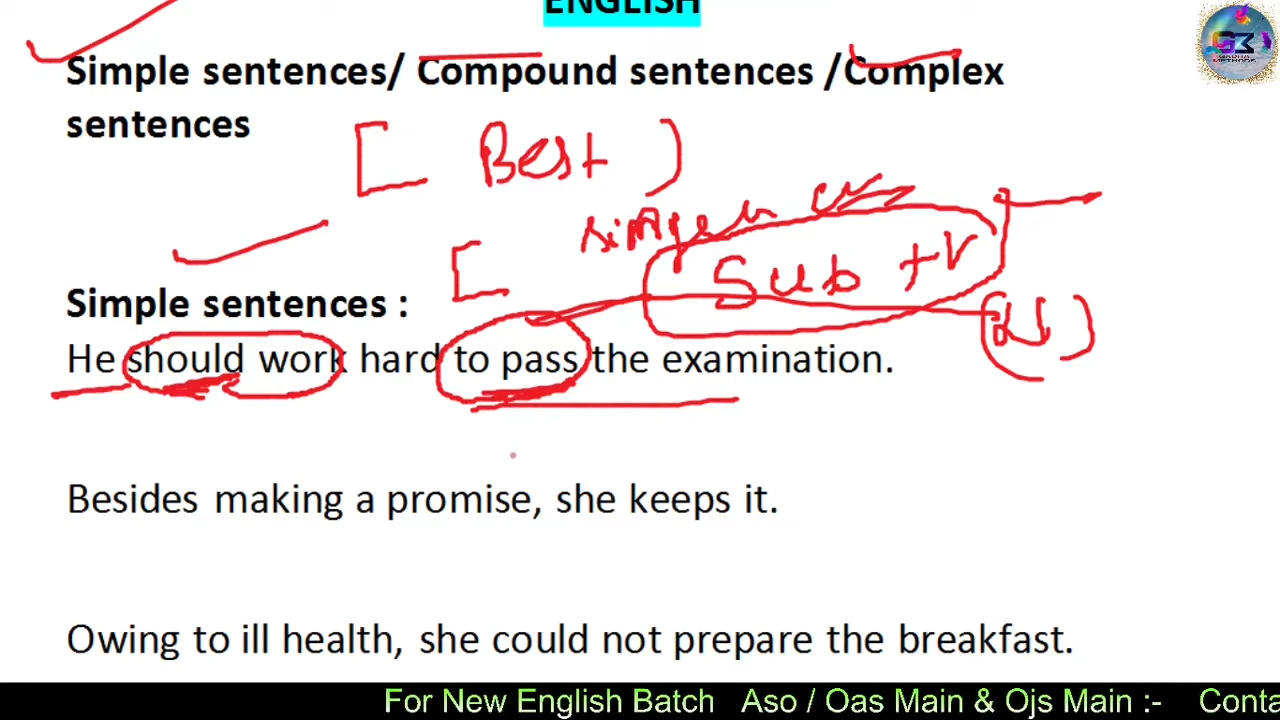 ENGLISH
Simple sentences/ Compound sentences /Complex
sentences
[ Best )
[ Sub + V
Simple sentences :
He should work hard to pass the examination.
Besides making a promise, she keeps it.
Owing to ill health, she could not prepare the breakfast.
For New English Batch Aso / Oas Main & Ojs Main :- Conta